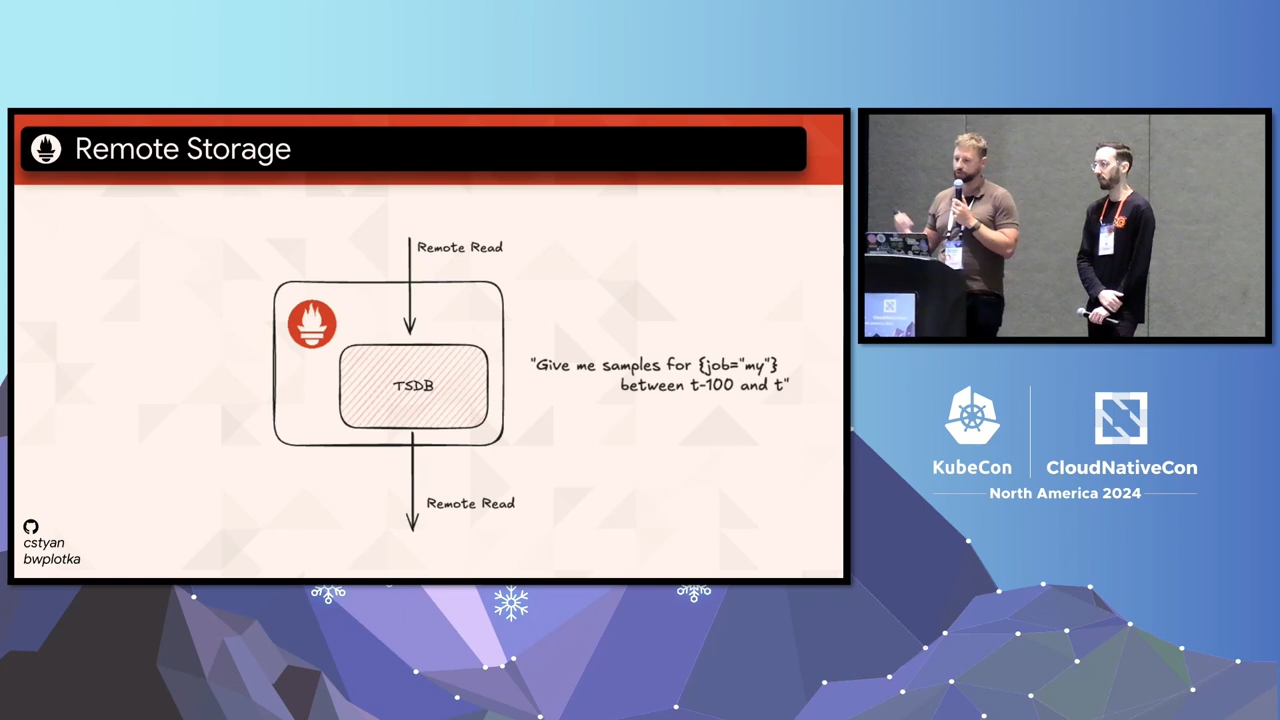 Remote Storage
Remote Read
TSDB
"Give me samples for {job="my"}
between t-100 and t"
Remote Read
cstyan
bwplotka
KubeCon
CloudNativeCon
North America 2024